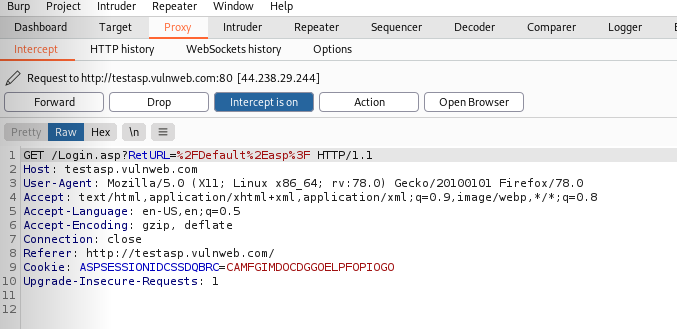 Burp Project Intruder Repeater Window Help
Dashboard Target Proxy Intruder Repeater Sequencer Decoder Comparer Logger
Intercept HTTP history WebSockets history Options
Request to http://testasp.vulnweb.com:80 [44.238.29.244]
Forward Drop Intercept is on Action Open Browser
Pretty Raw Hex \n
1 GET /Login.asp?RetURL=%2FDefault%2Easp%3F HTTP/1.1
2 Host: testasp.vulnweb.com
3 User-Agent: Mozilla/5.0 (X11; Linux x86_64; rv:78.0) Gecko/20100101 Firefox/78.0
4 Accept: text/html,application/xhtml+xml,application/xml;q=0.9,image/webp,*/*;q=0.8
5 Accept-Language: en-US,en;q=0.5
6 Accept-Encoding: gzip, deflate
7 Connection: close
8 Referer: http://testasp.vulnweb.com/
9 Cookie: ASPSESSIONIDCSSDQBRC=CAMFGIMDOCDGGOELPFOPIOGO
10 Upgrade-Insecure-Requests: 1
11
12